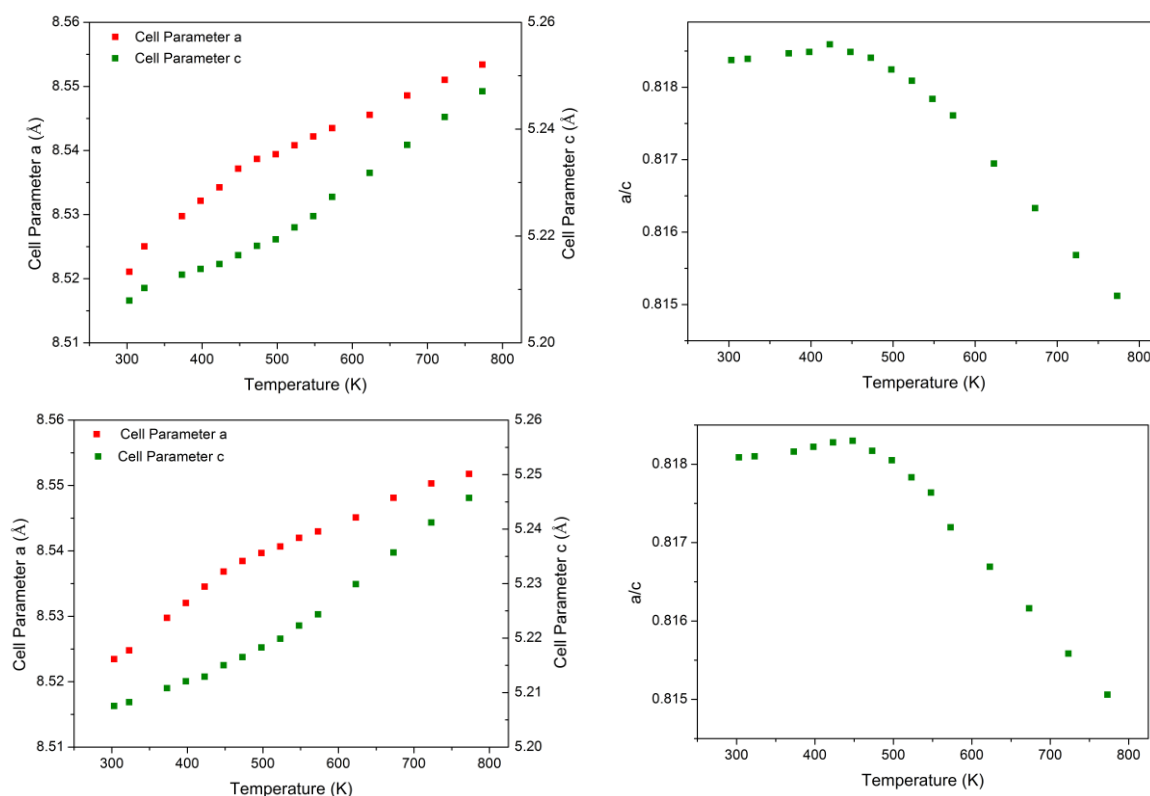 8.56
8.55
8.54
8.53
8.52
8.51
Cell Parameter a (Å)
Cell Parameter a
Cell Parameter c
5.26
5.24
5.22
5.20
Cell Parameter c (Å)
300 400 500 600 700 800
Temperature (K)
0.818
0.817
0.816
0.815
a/c
300 400 500 600 700 800
Temperature (K)
8.56
8.55
8.54
8.53
8.52
8.51
Cell Parameter a (Å)
Cell Parameter a
Cell Parameter c
5.26
5.25
5.24
5.23
5.22
5.21
5.20
Cell Parameter c (Å)
300 400 500 600 700 800
Temperature (K)
0.818
0.817
0.816
0.815
a/c
300 400 500 600 700 800
Temperature (K)